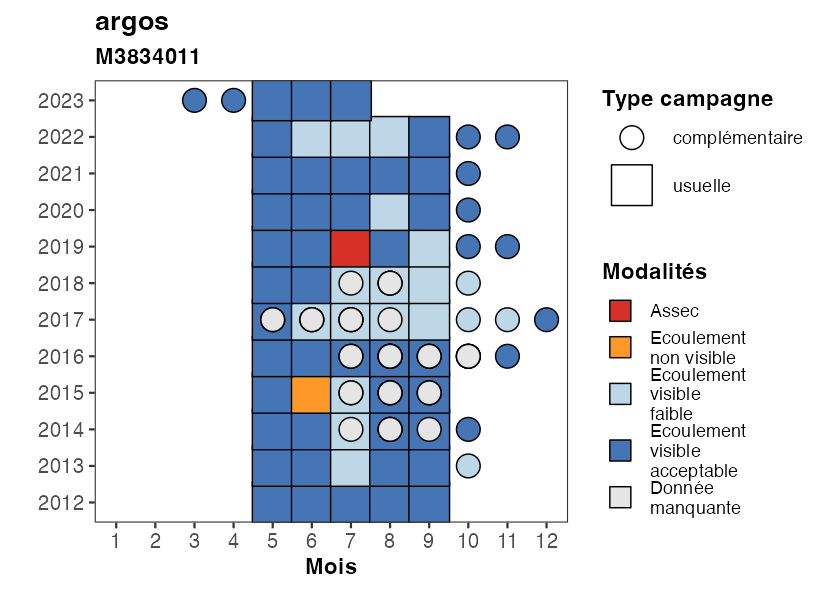 argos
M3834011
2023
2022
2021
2020
2019
2018
2017
2016
2015
2014
2013
2012
1 2 3 4 5 6 7 8 9 10 11 12
Mois
Type campagne
complémentaire
usuelle
Modalités
Assec
Ecoulement
non visible
Ecoulement
visible
faible
Ecoulement
visible
acceptable
Donnée
manquante